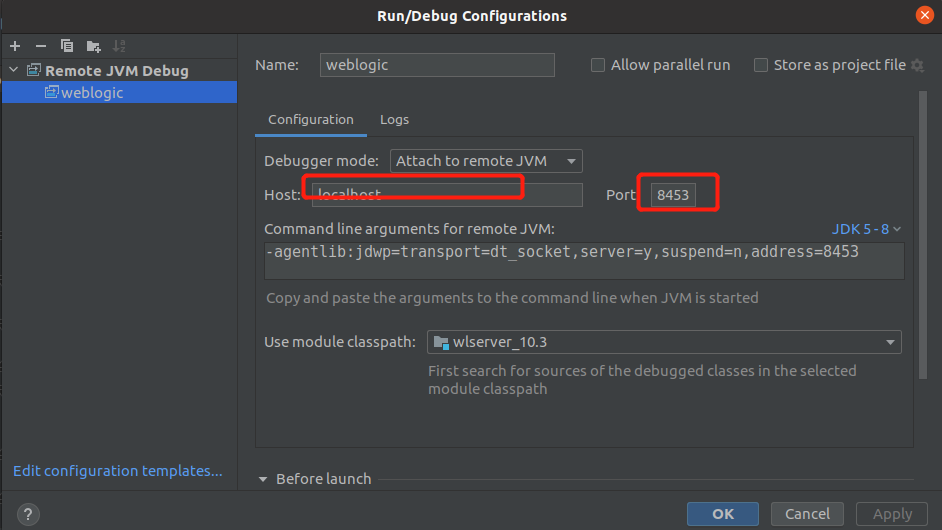 Run/Debug Configurations
Remote JVM Debug
weblogic
Edit configuration templates...
Name: weblogic
Allow parallel run
Store as project file
Configuration
Logs
Debugger mode: Attach to remote JVM
Host: localhost
Port 8453
Command line arguments for remote JVM:
JDK 5 - 8
-agentlib:jdwp=transport=dt_socket,server=y,suspend=n,address=8453
Copy and paste the arguments to the command line when JVM is started
Use module classpath: wlserver_10.3
First search for sources of the debugged classes in the selected
module classpath
Before launch
?
OK
Cancel
Apply